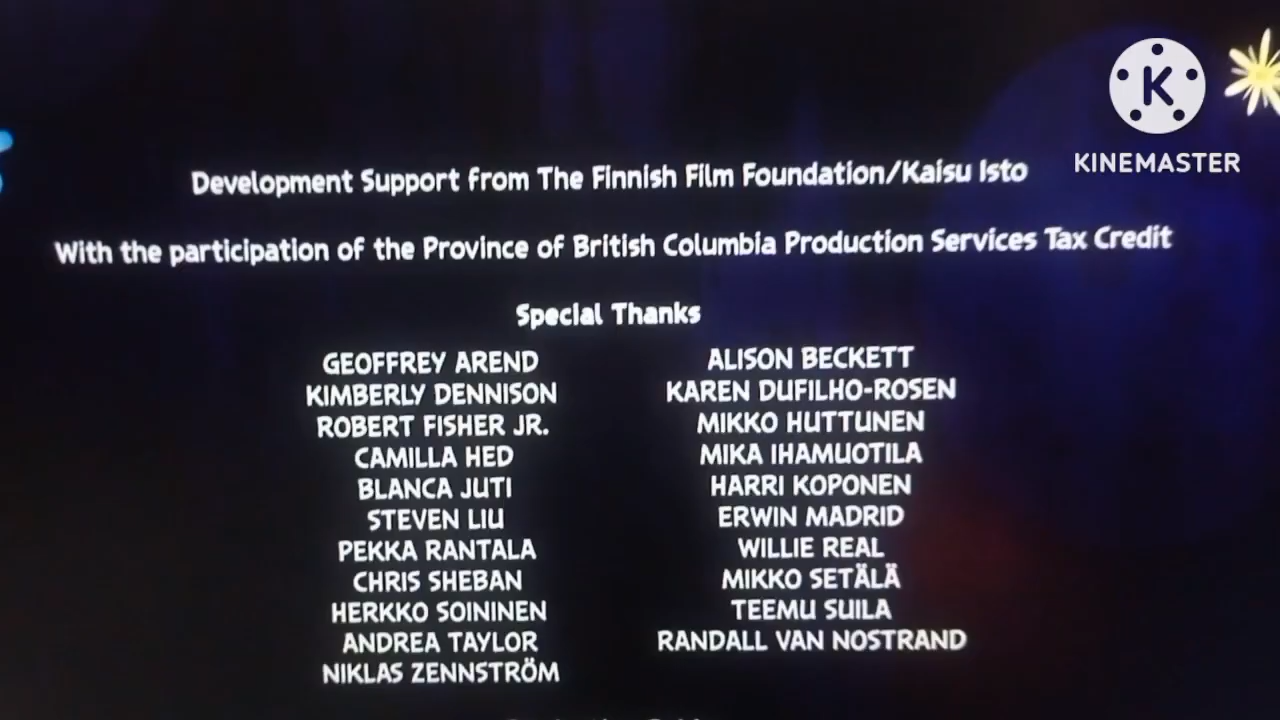 K
KINEMASTER
Development Support from The Finnish Film Foundation/Kaisu Isto
With the participation of the Province of British Columbia Production Services Tax Credit
Special Thanks
GEOFFREY AREND
KIMBERLY DENNISON
ROBERT FISHER JR.
CAMILLA HED
BLANCA JUTI
STEVEN LIU
PEKKA RANTALA
CHRIS SHEBAN
HERKKO SOININEN
ANDREA TAYLOR
NIKLAS ZENNSTRÖM
ALISON BECKETT
KAREN DUFILHO-ROSEN
MIKKO HUTTUNEN
MIKA IHAMUOTILA
HARRI KOPONEN
ERWIN MADRID
WILLIE REAL
MIKKO SETÄLÄ
TEEMU SUILA
RANDALL VAN NOSTRAND